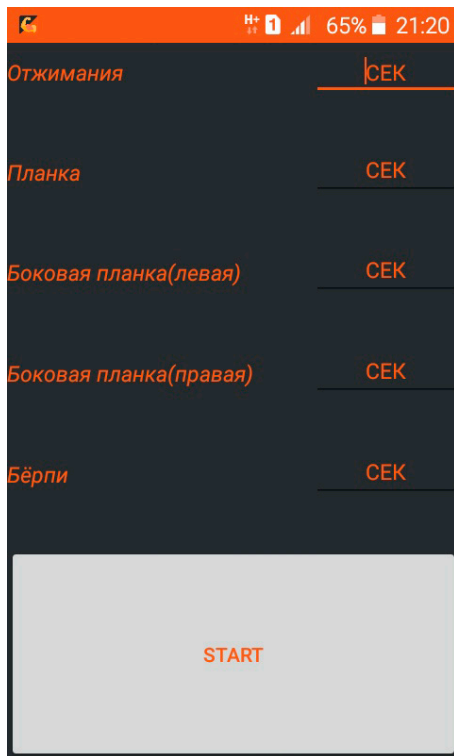 H+ 1 65% 21:20
Отжимания СЕК
Планка СЕК
Боковая планка(левая) СЕК
Боковая планка(правая) СЕК
Бёрпи СЕК
START